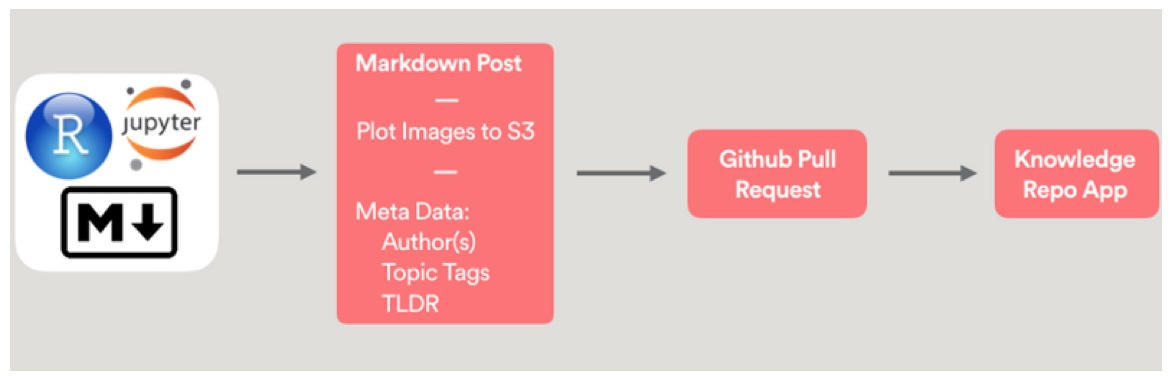 R
jupyter
M
Markdown Post
—
Plot Images to S3
—
Meta Data:
Author(s)
Topic Tags
TLDR
Github Pull
Request
Knowledge
Repo App